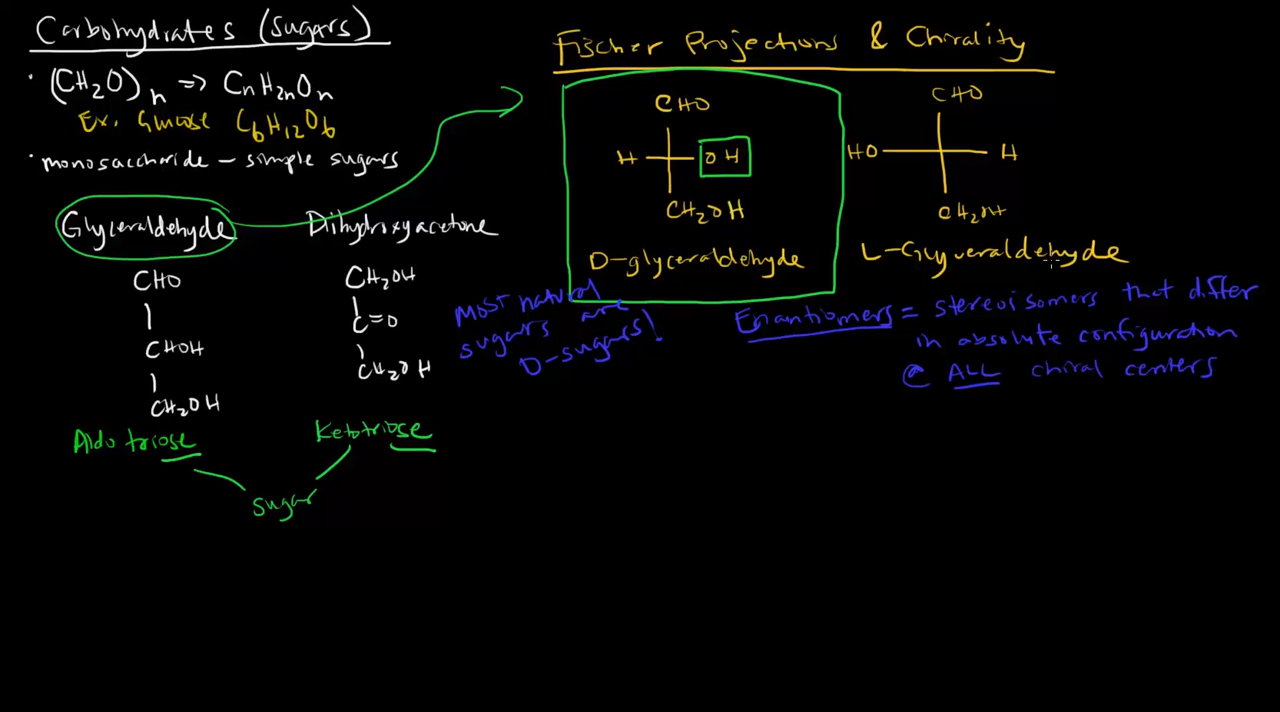 Carbohydrates (sugars)
· (CH₂O)n => CnH₂nOn
Ex. Glucose C₆H₁₂O₆
· monosaccharide - simple sugars
Glyceraldehyde
CHO
CHOH
CH₂OH
Aldotriose
Dihydroxyacetone
CH₂OH
C=O
CH₂OH
Ketotriose
sugar
Fischer Projections & Chirality
CHO
H OH
CH₂OH
D-glyceraldehyde
CHO
HO H
CH₂OH
L-Glyveraldehyde
Most natural
sugars are
D-sugars!
Enantiomers = stereoisomers that differ
in absolute configuration
@ ALL chiral centers